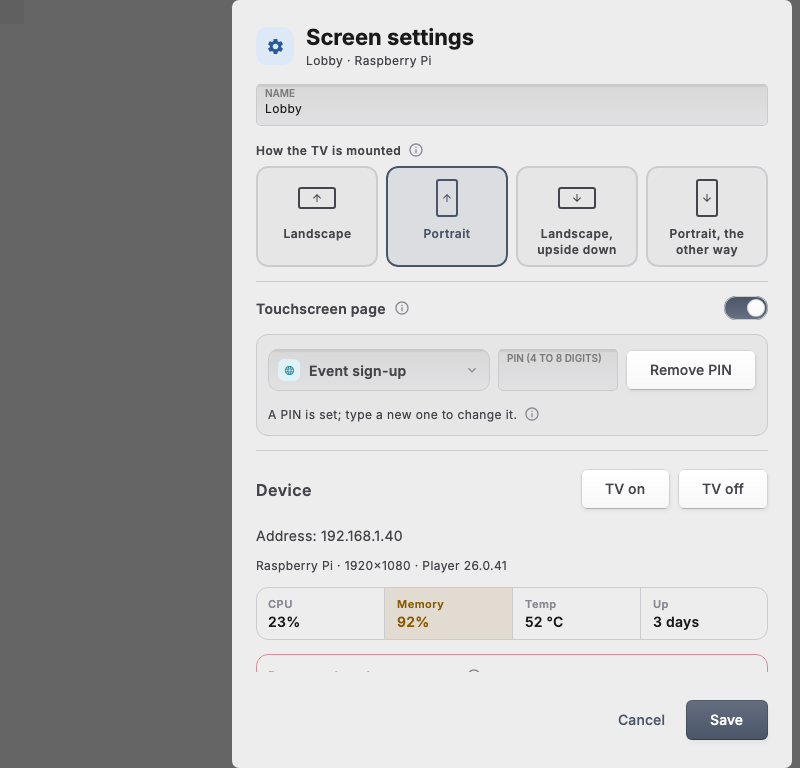 Screen settings
Lobby · Raspberry Pi
NAME
Lobby
How the TV is mounted
Landscape
Portrait
Landscape,
upside down
Portrait, the
other way
Touchscreen page
Event sign-up
PIN (4 TO 8 DIGITS)
Remove PIN
A PIN is set; type a new one to change it.
Device
TV on
TV off
Address: 192.168.1.40
Raspberry Pi · 1920×1080 · Player 26.0.41
CPU
23%
Memory
92%
Temp
52 °C
Up
3 days
Cancel
Save